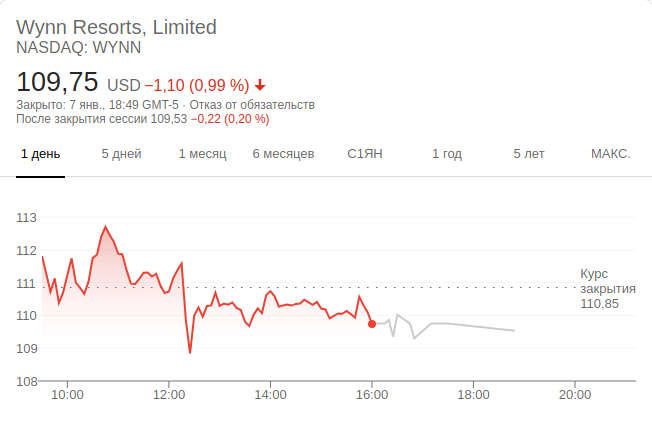 Wynn Resorts, Limited
NASDAQ: WYNN
109,75 USD −1,10 (0,99 %)
Закрыто: 7 янв., 18:49 GMT-5 · Отказ от обязательств
После закрытия сессии 109,53 −0,22 (0,20 %)
1 день 5 дней 1 месяц 6 месяцев С1ЯН 1 год 5 лет МАКС.
113
112
111
110
109
108
Курс
закрытия
110,85
10:00 12:00 14:00 16:00 18:00 20:00